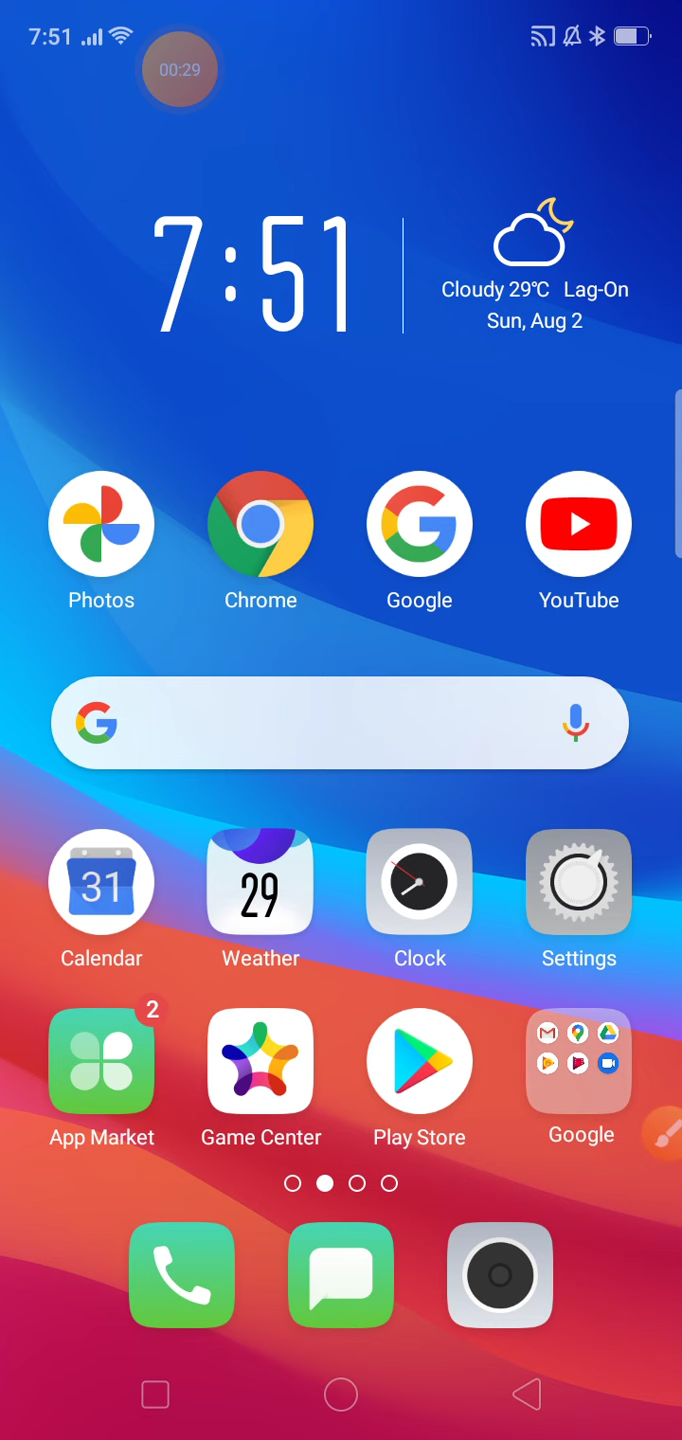 7:51
00:29
7:51
Cloudy 29℃ Lag-On
Sun, Aug 2
Photos
Chrome
Google
YouTube
31
29
Calendar
Weather
Clock
Settings
2
App Market
Game Center
Play Store
Google